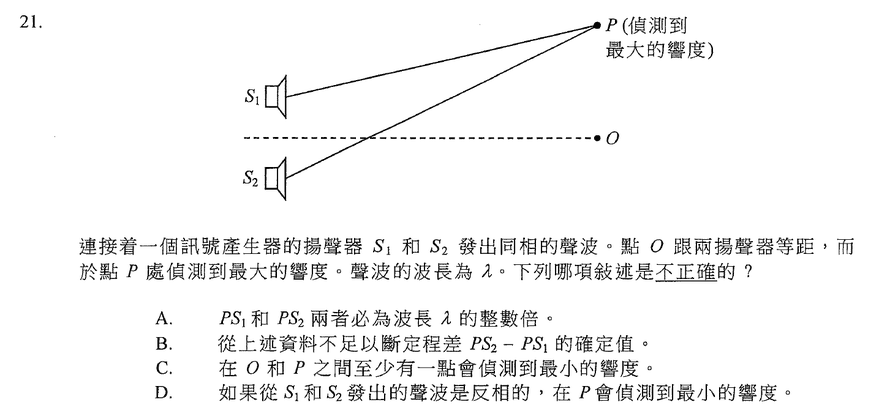 21.
P (偵測到
最大的響度)
S₁
O
S₂
連接着一個訊號產生器的揚聲器 S₁ 和 S₂ 發出同相的聲波。點 O 跟兩揚聲器等距，而
於點 P 處偵測到最大的響度。聲波的波長為 λ。下列哪項敍述是不正確的？
A. PS₁ 和 PS₂ 兩者必為波長 λ 的整數倍。
B. 從上述資料不足以斷定程差 PS₂ − PS₁ 的確定值。
C. 在 O 和 P 之間至少有一點會偵測到最小的響度。
D. 如果從 S₁ 和 S₂ 發出的聲波是反相的，在 P 會偵測到最小的響度。